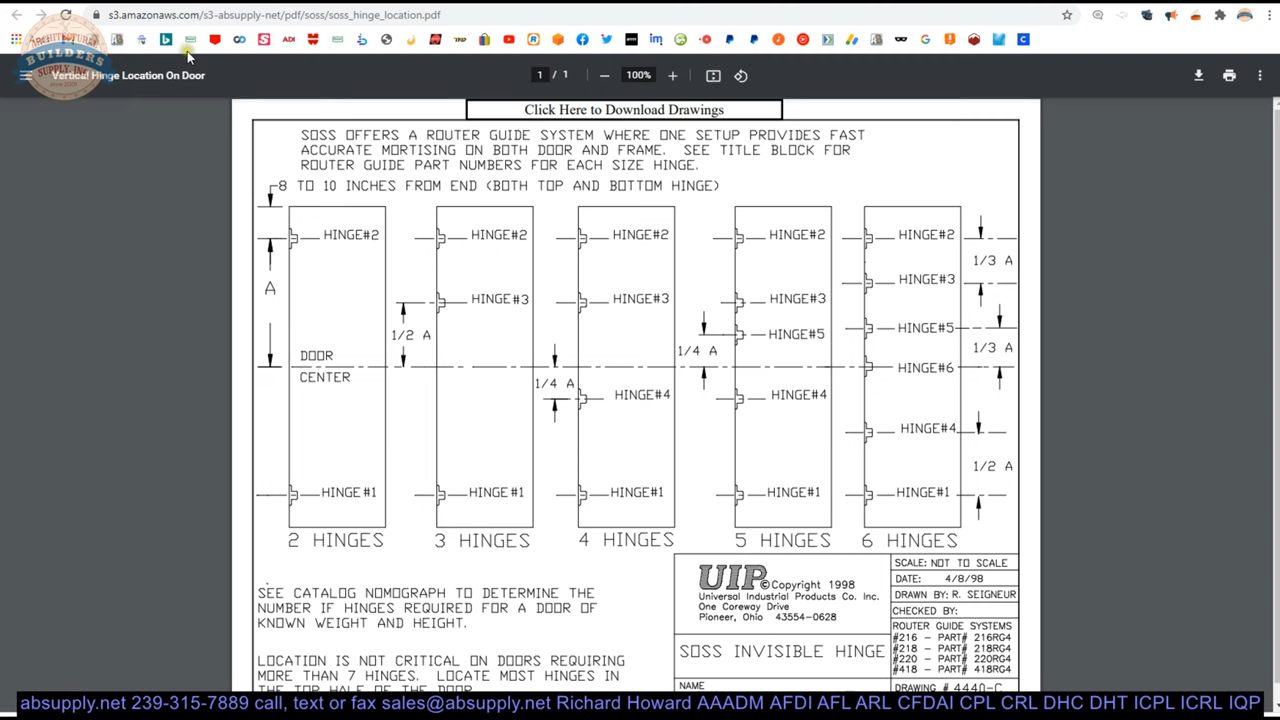 s3.amazonaws.com/s3-absupply-net/pdf/soss/soss_hinge_location.pdf
ARCHITECTURAL
BUILDERS
SUPPLY, INC.
Vertical Hinge Location On Door
1 / 1
100%
Click Here to Download Drawings
SOSS OFFERS A ROUTER GUIDE SYSTEM WHERE ONE SETUP PROVIDES FAST
ACCURATE MORTISING ON BOTH DOOR AND FRAME. SEE TITLE BLOCK FOR
ROUTER GUIDE PART NUMBERS FOR EACH SIZE HINGE.
8 TO 10 INCHES FROM END (BOTH TOP AND BOTTOM HINGE)
HINGE#2 HINGE#2 HINGE#2 HINGE#2 HINGE#2
1/3 A
HINGE#3 HINGE#3 HINGE#3 HINGE#3
A
1/2 A HINGE#5 HINGE#5
1/4 A 1/3 A
DOOR
CENTER
HINGE#6
1/4 A HINGE#4 HINGE#4
HINGE#4
1/2 A
HINGE#1 HINGE#1 HINGE#1 HINGE#1 HINGE#1
2 HINGES 3 HINGES 4 HINGES 5 HINGES 6 HINGES
SEE CATALOG NOMOGRAPH TO DETERMINE THE
NUMBER IF HINGES REQUIRED FOR A DOOR OF
KNOWN WEIGHT AND HEIGHT.
LOCATION IS NOT CRITICAL ON DOORS REQUIRING
MORE THAN 7 HINGES. LOCATE MOST HINGES IN
THE TOP HALF OF THE DOOR
UIP © Copyright 1998
Universal Industrial Products Co. Inc.
One Coreway Drive
Pioneer, Ohio 43554-0628
SOSS INVISIBLE HINGE
NAME
SCALE: NOT TO SCALE
DATE: 4/8/98
DRAWN BY: R. SEIGNEUR
CHECKED BY:
ROUTER GUIDE SYSTEMS
#216 - PART# 216RG4
#218 - PART# 218RG4
#220 - PART# 220RG4
#418 - PART# 418RG4
DRAWING # 4440-C
absupply.net 239-315-7889 call, text or fax sales@absupply.net Richard Howard AAADM AFDI AFL ARL CFDAI CPL CRL DHC DHT ICPL ICRL IQP